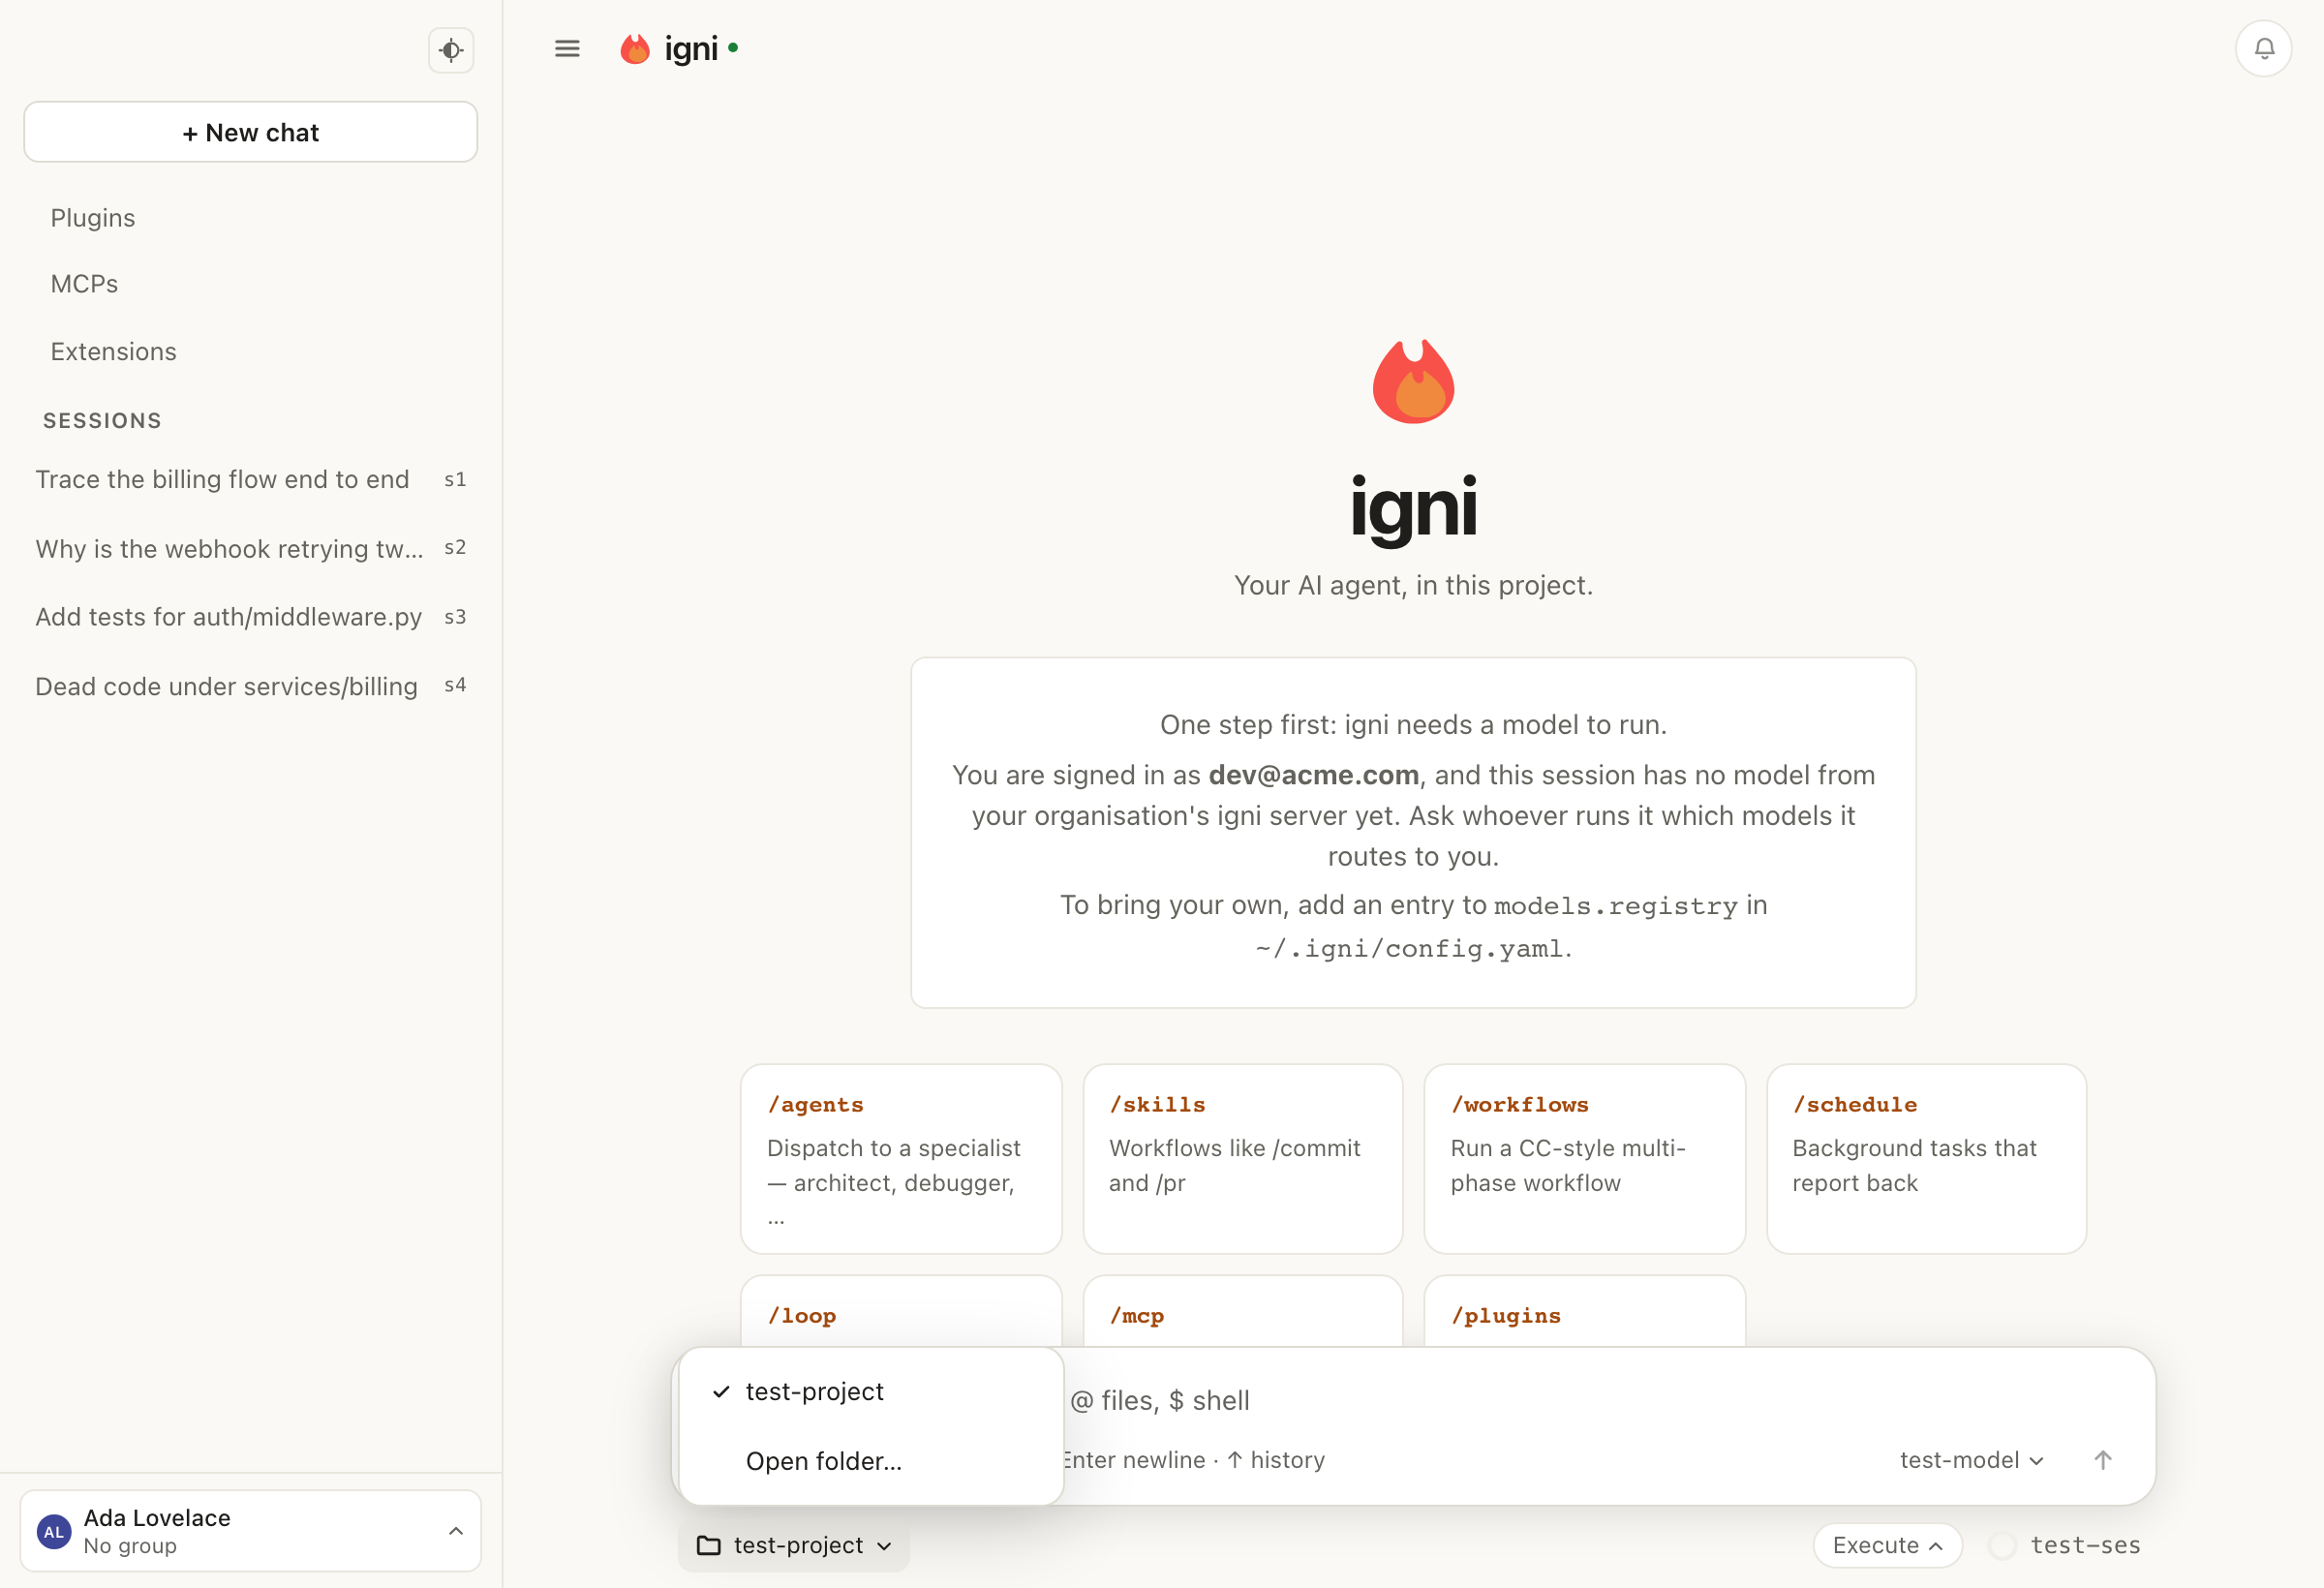 + New chat
Plugins
MCPs
Extensions
SESSIONS
Trace the billing flow end to end s1
Why is the webhook retrying tw... s2
Add tests for auth/middleware.py s3
Dead code under services/billing s4
AL
Ada Lovelace
No group
igni
igni
Your AI agent, in this project.
One step first: igni needs a model to run.
You are signed in as dev@acme.com, and this session has no model from
your organisation's igni server yet. Ask whoever runs it which models it
routes to you.
To bring your own, add an entry to models.registry in
~/.igni/config.yaml.
/agents
Dispatch to a specialist
— architect, debugger,
...
/skills
Workflows like /commit
and /pr
/workflows
Run a CC-style multi-
phase workflow
/schedule
Background tasks that
report back
/loop
/mcp
/plugins
✓ test-project
Open folder...
@ files, $ shell
Enter newline · ↑ history
test-model
test-project
Execute
test-ses